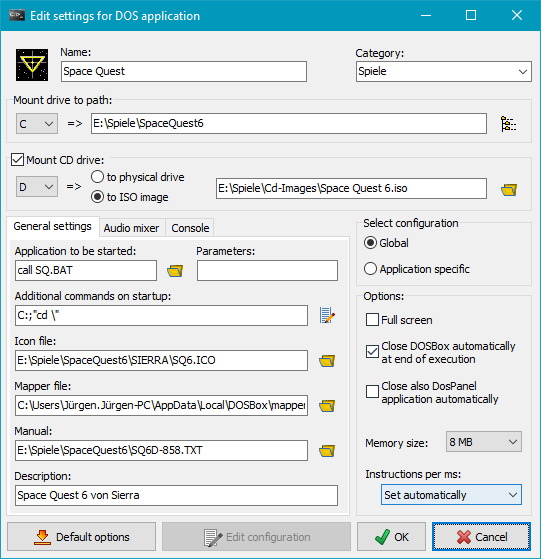 Edit settings for DOS application
Name:
Space Quest
Category:
Spiele
Mount drive to path:
C
=>
E:\Spiele\SpaceQuest6
Mount CD drive:
D
=>
to physical drive
to ISO image
E:\Spiele\Cd-Images\Space Quest 6.iso
General settings
Audio mixer
Console
Application to be started:
call SQ.BAT
Parameters:
Additional commands on startup:
C:;"cd \"
Icon file:
E:\Spiele\SpaceQuest6\SIERRA\SQ6.ICO
Mapper file:
C:\Users\Jürgen.Jürgen-PC\AppData\Local\DOSBox\mapper
Manual:
E:\Spiele\SpaceQuest6\SQ6D-858.TXT
Description:
Space Quest 6 von Sierra
Select configuration
Global
Application specific
Options:
Full screen
Close DOSBox automatically
at end of execution
Close also DosPanel
application automatically
Memory size:
8 MB
Instructions per ms:
Set automatically
Default options
Edit configuration
OK
Cancel